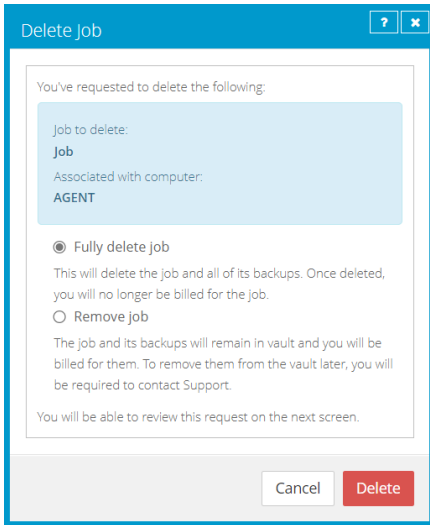 Delete Job
?
×
You've requested to delete the following:
Job to delete:
Job
Associated with computer:
AGENT
Fully delete job
This will delete the job and all of its backups. Once deleted,
you will no longer be billed for the job.
Remove job
The job and its backups will remain in vault and you will be
billed for them. To remove them from the vault later, you will
be required to contact Support.
You will be able to review this request on the next screen.
Cancel
Delete